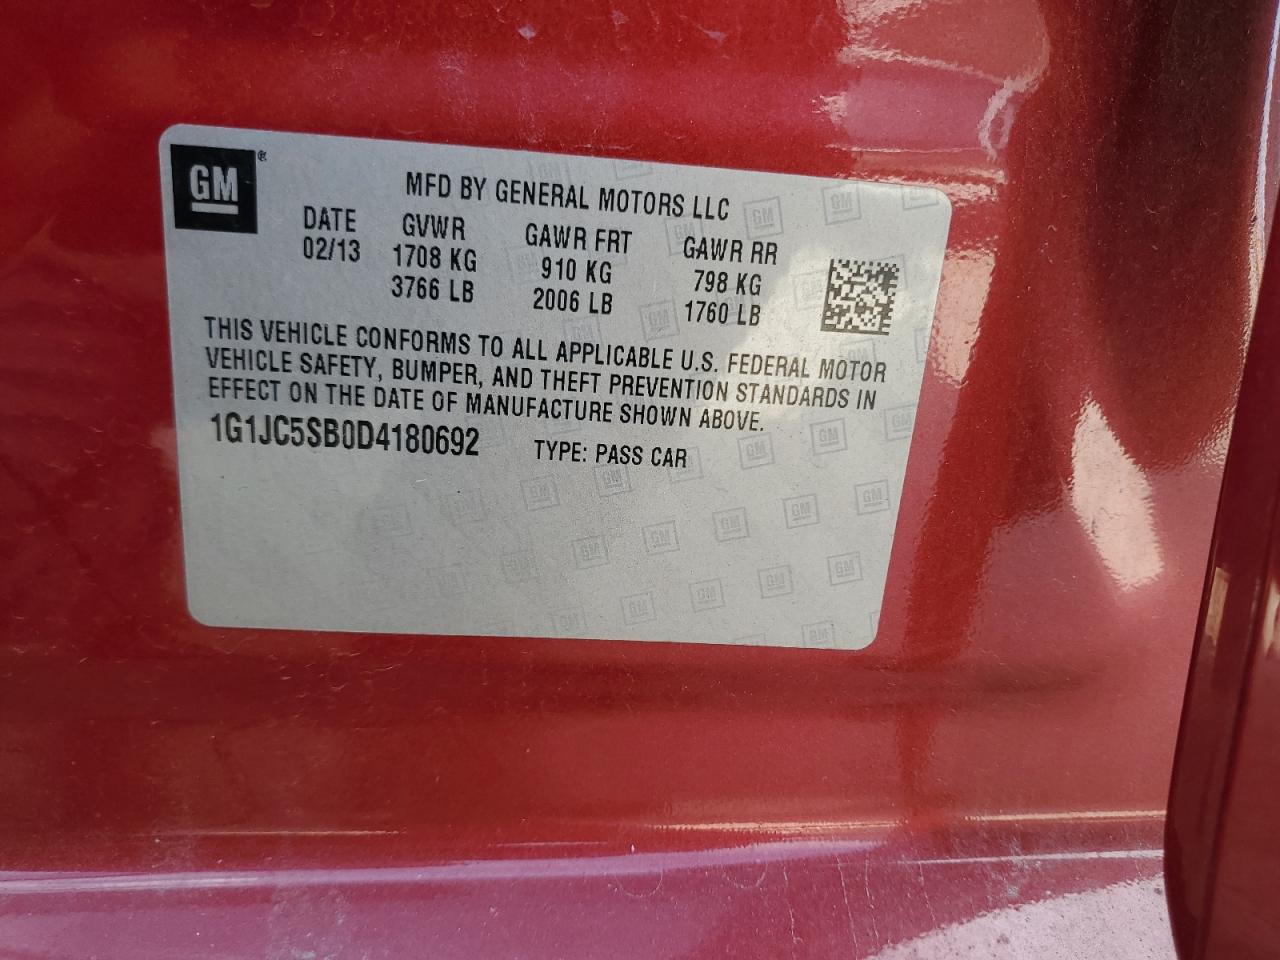 GM®
MFD BY GENERAL MOTORS LLC
DATE GVWR GAWR FRT GAWR RR
02/13 1708 KG 910 KG 798 KG
3766 LB 2006 LB 1760 LB
THIS VEHICLE CONFORMS TO ALL APPLICABLE U.S. FEDERAL MOTOR
VEHICLE SAFETY, BUMPER, AND THEFT PREVENTION STANDARDS IN
EFFECT ON THE DATE OF MANUFACTURE SHOWN ABOVE.
1G1JC5SB0D4180692 TYPE: PASS CAR